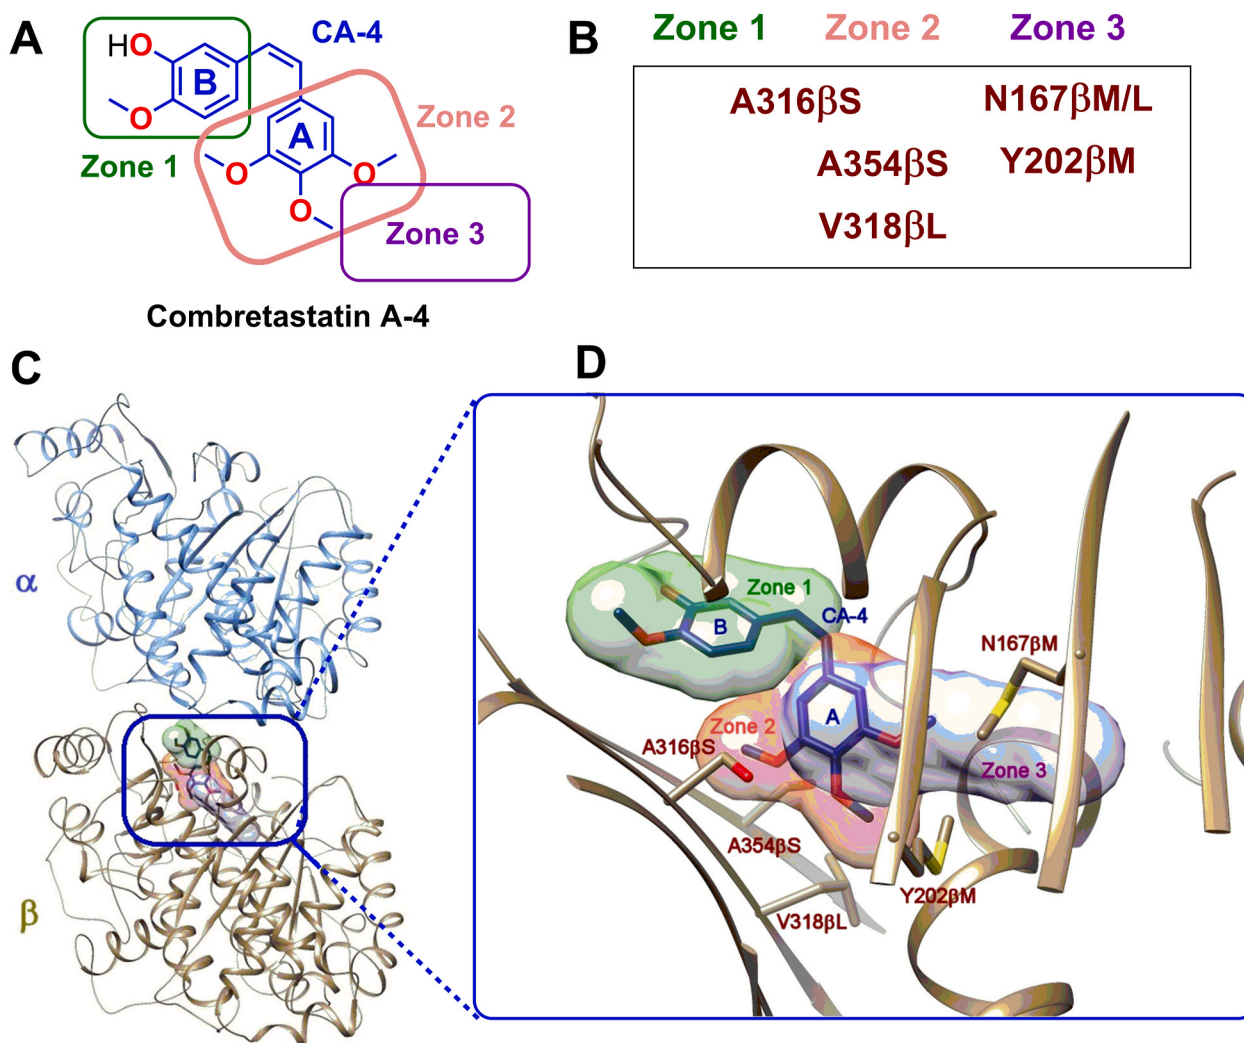 A
CA-4
HO
B
O
Zone 1
A
Zone 2
O
O
O
Zone 3
Combretastatin A-4
B
Zone 1 Zone 2 Zone 3
A316βS N167βM/L
A354βS Y202βM
V318βL
C
α
β
D
Zone 1
CA-4
B
N167βM
A
Zone 2
A316βS
Zone 3
A354βS
Y202βM
V318βL